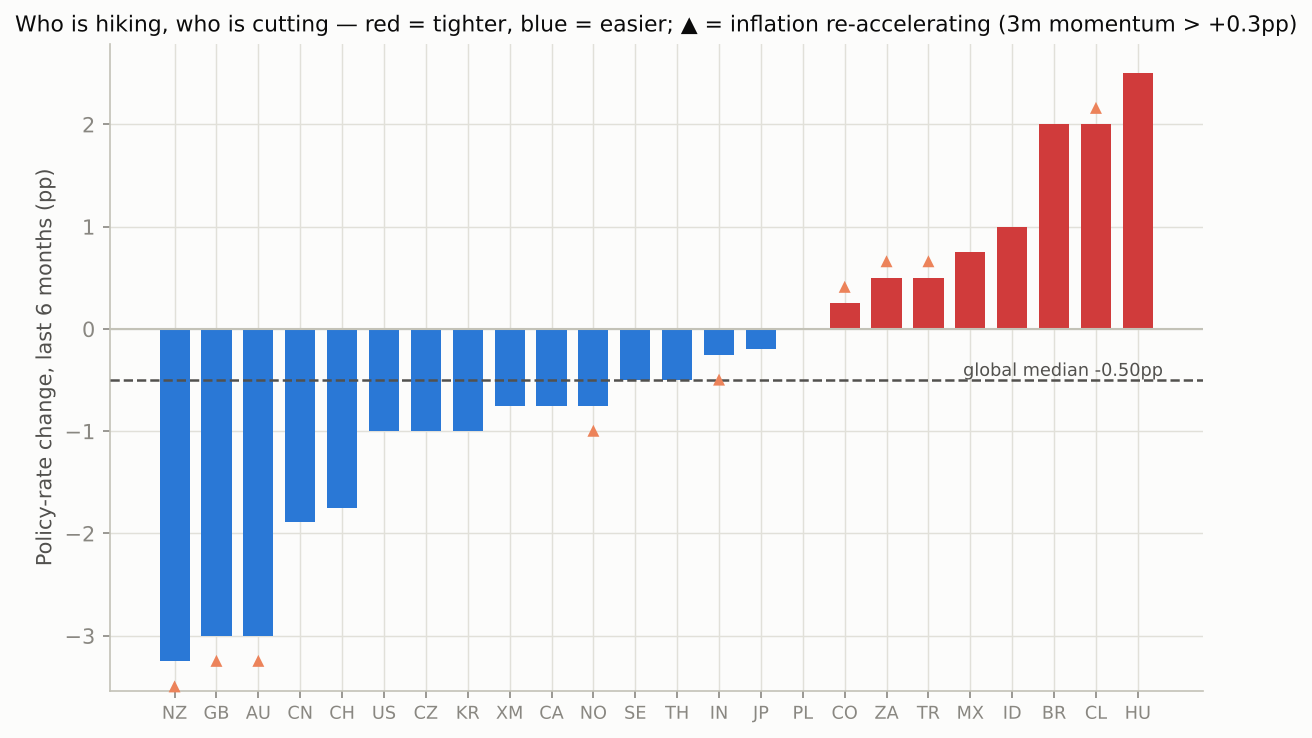 Who is hiking, who is cutting — red = tighter, blue = easier; ▲ = inflation re-accelerating (3m momentum > +0.3pp)
Policy-rate change, last 6 months (pp)
2
1
0
−1
−2
−3
global median -0.50pp
NZ GB AU CN CH US CZ KR XM CA NO SE TH IN JP PL CO ZA TR MX ID BR CL HU